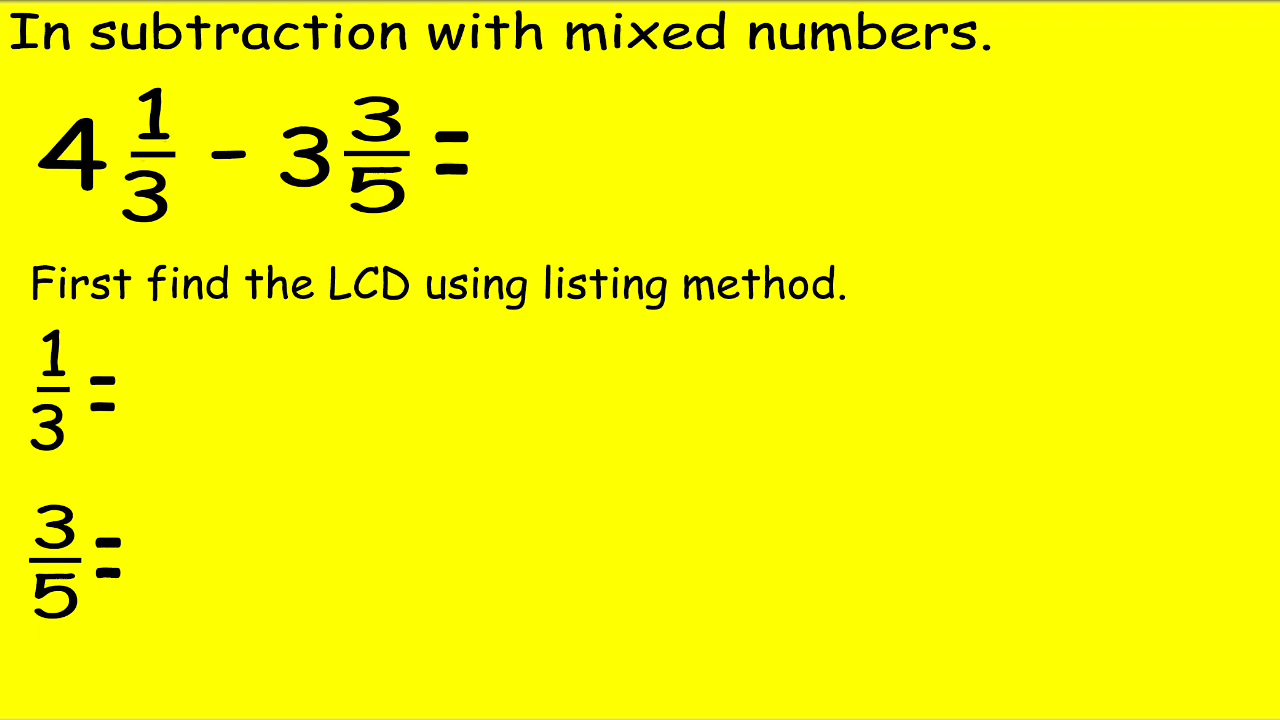 In subtraction with mixed numbers.
4 1/3 - 3 3/5 =
First find the LCD using listing method.
1/3 =
3/5 =